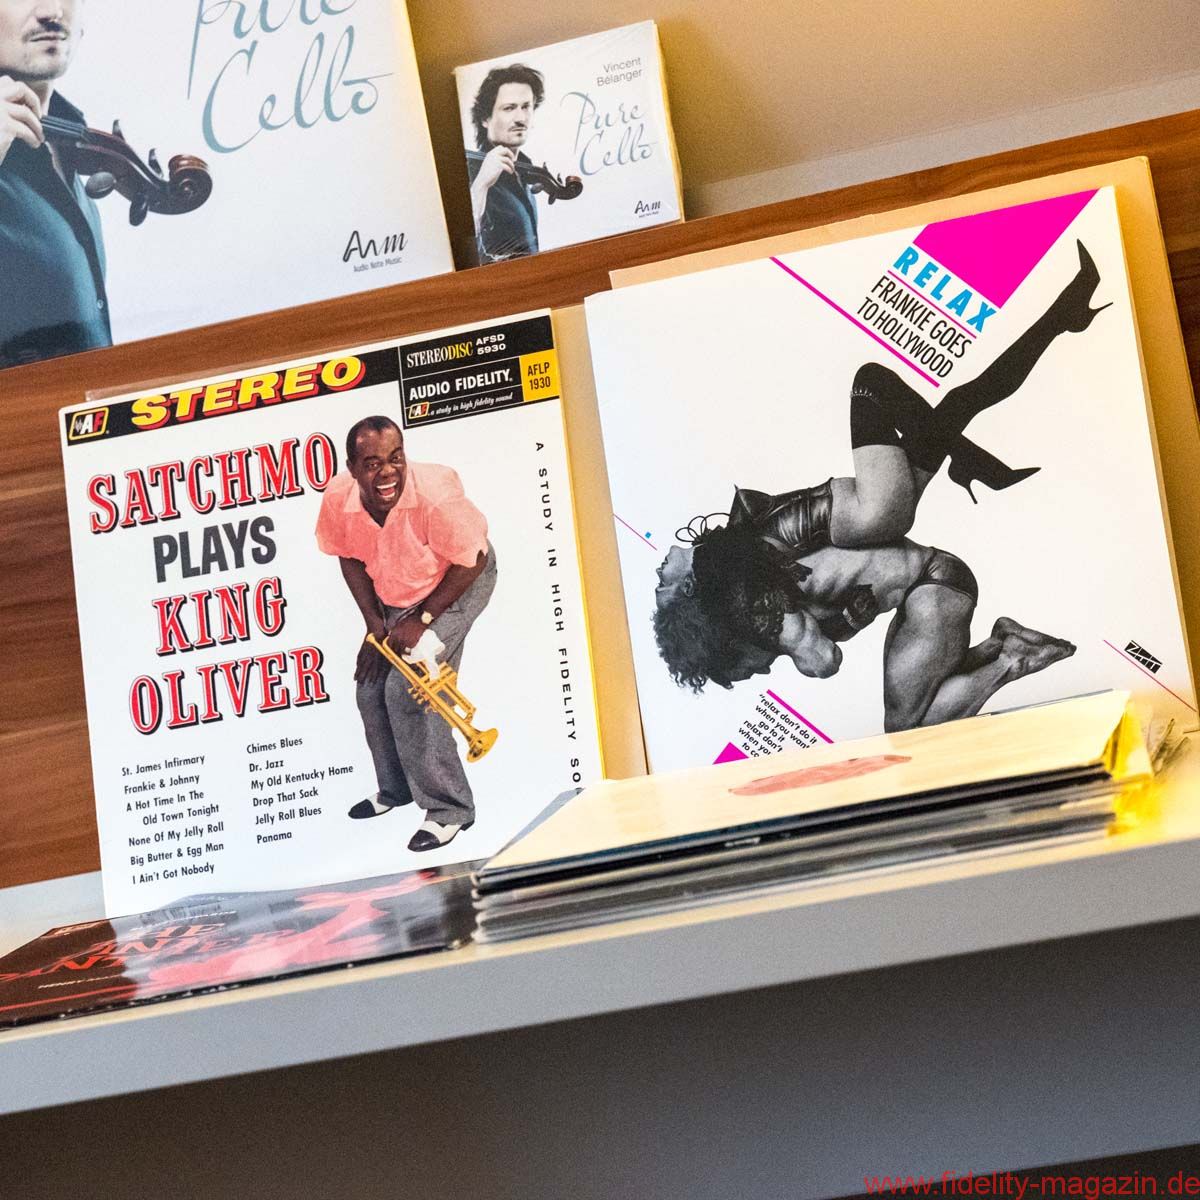 Pure
Cello
Anm
Audio Note Music
Vincent
Bélanger
Pure
Cello
Anm
RELAX
FRANKIE GOES
TO HOLLYWOOD
ZTT
"relax don't do it
when you want
go to it
relax don't
when you
AF
STEREO
STEREODISC AFSD
5930
AUDIO FIDELITY.
AFLP
1930
AF ..a study in high fidelity sound
SATCHMO
PLAYS
KING
OLIVER
A STUDY IN HIGH FIDELITY SO
St. James Infirmary
Frankie & Johnny
A Hot Time In The
Old Town Tonight
None Of My Jelly Roll
Big Butter & Egg Man
I Ain't Got Nobody
Chimes Blues
Dr. Jazz
My Old Kentucky Home
Drop That Sack
Jelly Roll Blues
Panama
THE
www.fidelity-magazin.de